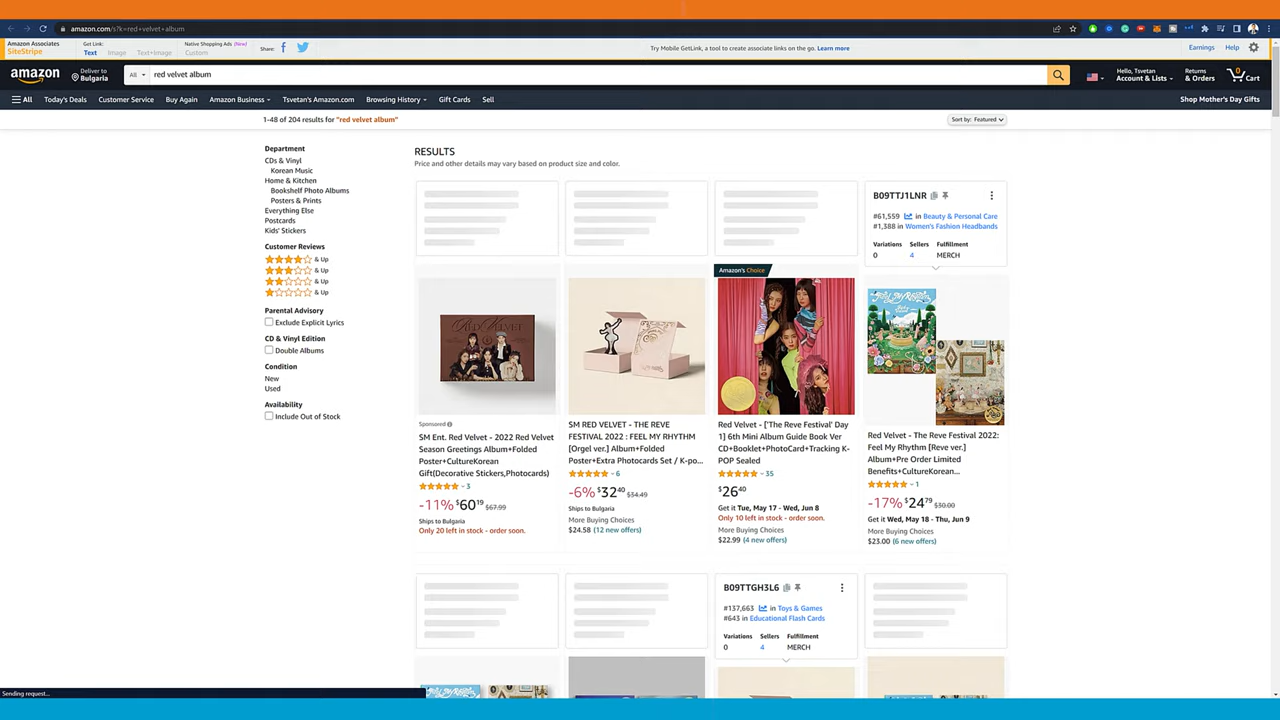 amazon.com/s?k=red+velvet+album
Amazon Associates
SiteStripe
Get Link:
Text Image Text+Image
Native Shopping Ads (New)
Custom
Share:
Try Mobile GetLink, a tool to create associate links on the go. Learn more
Earnings Help
amazon
Deliver to
Bulgaria
All
red velvet album
Hello, Tsvetan
Account & Lists
Returns
& Orders
0
Cart
All Today's Deals Customer Service Buy Again Amazon Business Tsvetan's Amazon.com Browsing History Gift Cards Sell
Shop Mother's Day Gifts
1-48 of 204 results for "red velvet album"
Sort by: Featured
Department
CDs & Vinyl
Korean Music
Home & Kitchen
Bookshelf Photo Albums
Posters & Prints
Everything Else
Postcards
Kids' Stickers
Customer Reviews
& Up
& Up
& Up
& Up
Parental Advisory
Exclude Explicit Lyrics
CD & Vinyl Edition
Double Albums
Condition
New
Used
Availability
Include Out of Stock
RESULTS
Price and other details may vary based on product size and color.
B09TTJ1LNR
#61,559 in Beauty & Personal Care
#1,388 in Women's Fashion Headbands
Variations Sellers Fulfillment
0 4 MERCH
RED VELVET
Sponsored
SM Ent. Red Velvet - 2022 Red Velvet
Season Greetings Album+Folded
Poster+CultureKorean
Gift(Decorative Stickers,Photocards)
3
-11% $60 19 $67.99
Ships to Bulgaria
Only 20 left in stock - order soon.
SM RED VELVET - THE REVE
FESTIVAL 2022 : FEEL MY RHYTHM
[Orgel ver.] Album+Folded
Poster+Extra Photocards Set / K-po...
6
-6% $32 40 $34.49
Ships to Bulgaria
More Buying Choices
$24.58 (12 new offers)
Amazon's Choice
Red Velvet - ['The Reve Festival' Day
1] 6th Mini Album Guide Book Ver
CD+Booklet+PhotoCard+Tracking K-
POP Sealed
35
$26 40
Get it Tue, May 17 - Wed, Jun 8
Only 10 left in stock - order soon.
More Buying Choices
$22.99 (4 new offers)
Feel My Rhythm
Red Velvet - The Reve Festival 2022:
Feel My Rhythm [Reve ver.]
Album+Pre Order Limited
Benefits+CultureKorean...
1
-17% $24 79 $30.00
Get it Wed, May 18 - Thu, Jun 9
More Buying Choices
$23.00 (6 new offers)
B09TTGH3L6
#137,663 in Toys & Games
#643 in Educational Flash Cards
Variations Sellers Fulfillment
0 4 MERCH
Sending request...